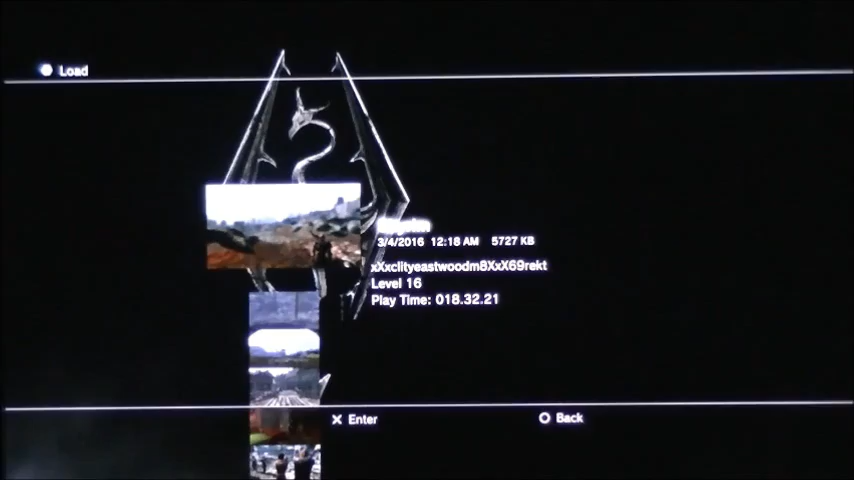 Load
3/4/2016 12:18 AM 5727 KB
xXxclityeastwoodm8XxX69rekt
Level 16
Play Time: 018.32.21
X Enter
O Back